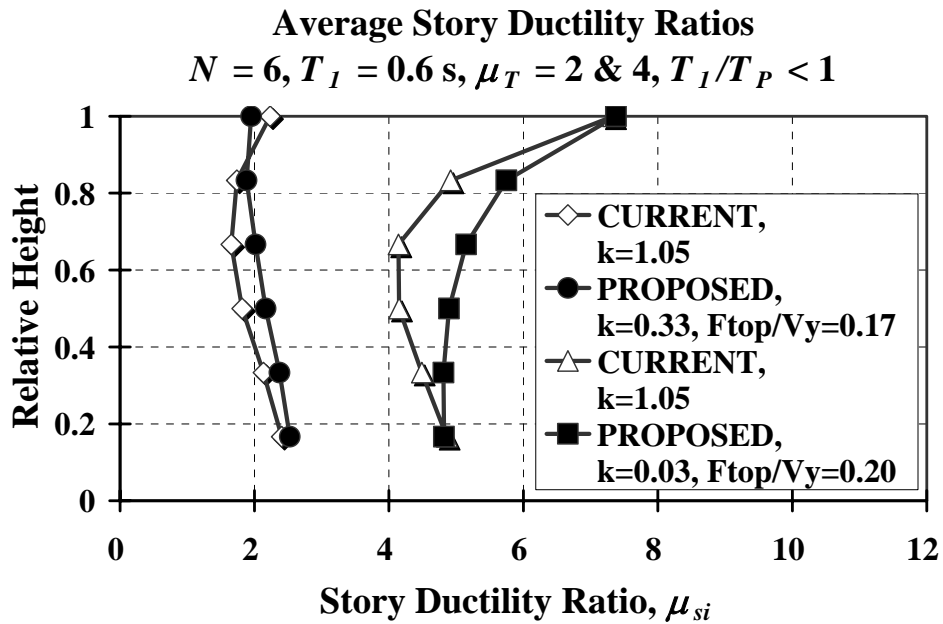 Average Story Ductility Ratios
N = 6, T1 = 0.6 s, μT = 2 & 4, T1/TP < 1
1
0.8
0.6
0.4
0.2
0
Relative Height
CURRENT,
k=1.05
PROPOSED,
k=0.33, Ftop/Vy=0.17
CURRENT,
k=1.05
PROPOSED,
k=0.03, Ftop/Vy=0.20
0 2 4 6 8 10 12
Story Ductility Ratio, μsi